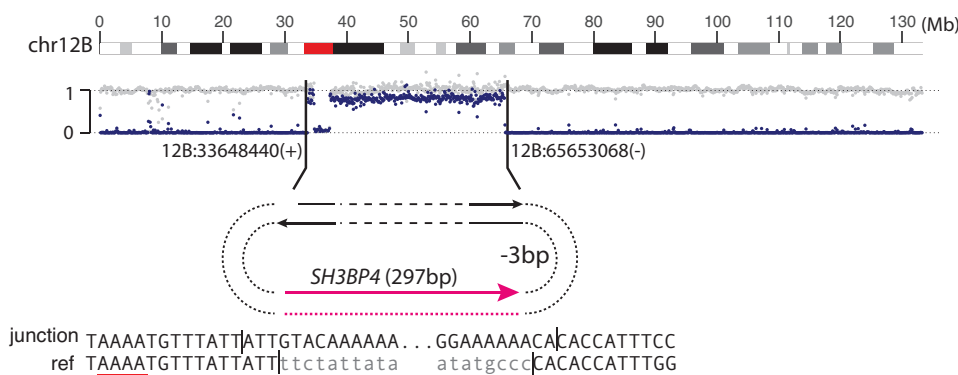 0 10 20 30 40 50 60 70 80 90 100 110 120 130 (Mb)
chr12B
1
0
12B:33648440(+) 12B:65653068(-)
-3bp
SH3BP4 (297bp)
junction TAAAATGTTTATTATTGTACAAAAAA...GGAAAAAACACACCATTTCC
ref TAAAATGTTTATTATTttctattata atatgcccCACACCATTTGG